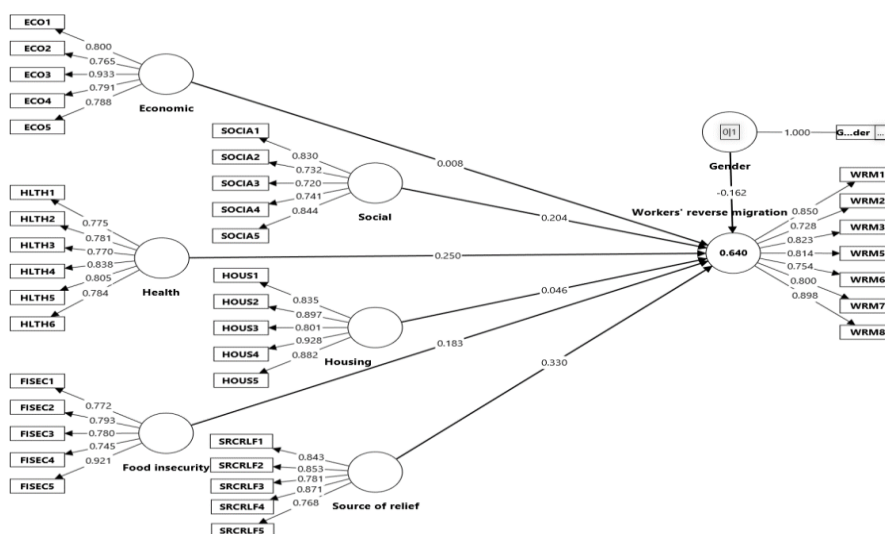 ECO1
ECO2
ECO3
ECO4
ECO5
0.800
0.765
0.933
0.791
0.788
Economic
SOCIA1
SOCIA2
SOCIA3
SOCIA4
SOCIA5
0.830
0.732
0.720
0.741
0.844
Social
HLTH1
HLTH2
HLTH3
HLTH4
HLTH5
HLTH6
0.775
0.781
0.770
0.838
0.805
0.784
Health
HOUS1
HOUS2
HOUS3
HOUS4
HOUS5
0.835
0.897
0.801
0.928
0.882
Housing
FISEC1
FISEC2
FISEC3
FISEC4
FISEC5
0.772
0.793
0.780
0.745
0.921
Food insecurity
SRCRLF1
SRCRLF2
SRCRLF3
SRCRLF4
SRCRLF5
0.843
0.853
0.781
0.871
0.768
Source of relief
0.008
0.204
0.250
0.046
0.183
0.330
0|1
Gender
1.000
G...der ...
-0.162
Workers' reverse migration
0.640
0.850
0.728
0.823
0.814
0.754
0.800
0.898
WRM1
WRM2
WRM3
WRM5
WRM6
WRM7
WRM8